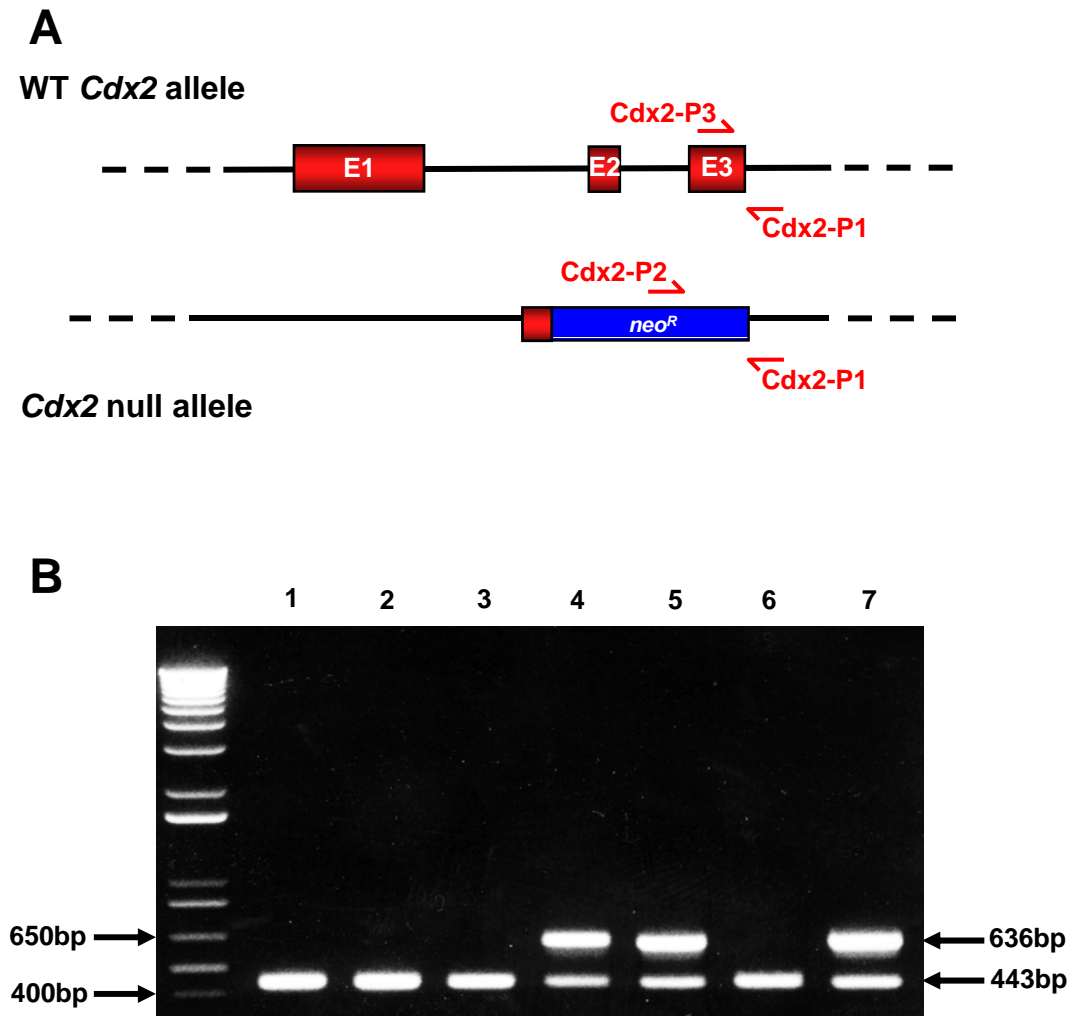 A
WT Cdx2 allele
Cdx2-P3
E1 E2 E3
Cdx2-P1
Cdx2-P2
neoR
Cdx2-P1
Cdx2 null allele
B
1 2 3 4 5 6 7
650bp 636bp
400bp 443bp